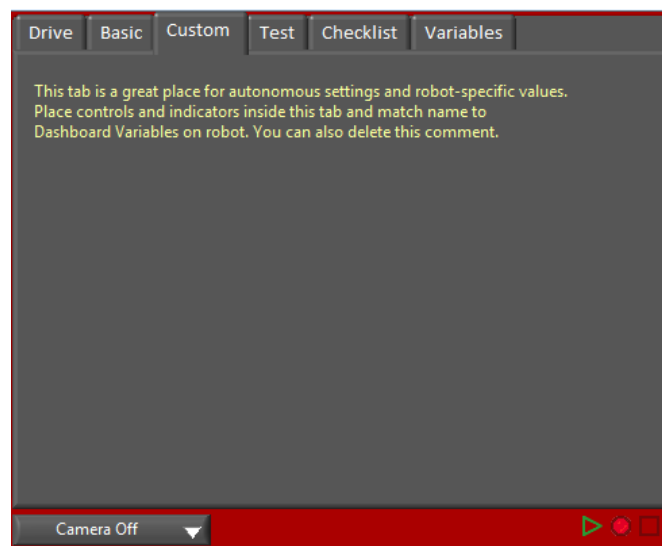 Drive Basic Custom Test Checklist Variables
This tab is a great place for autonomous settings and robot-specific values.
Place controls and indicators inside this tab and match name to
Dashboard Variables on robot. You can also delete this comment.
Camera Off